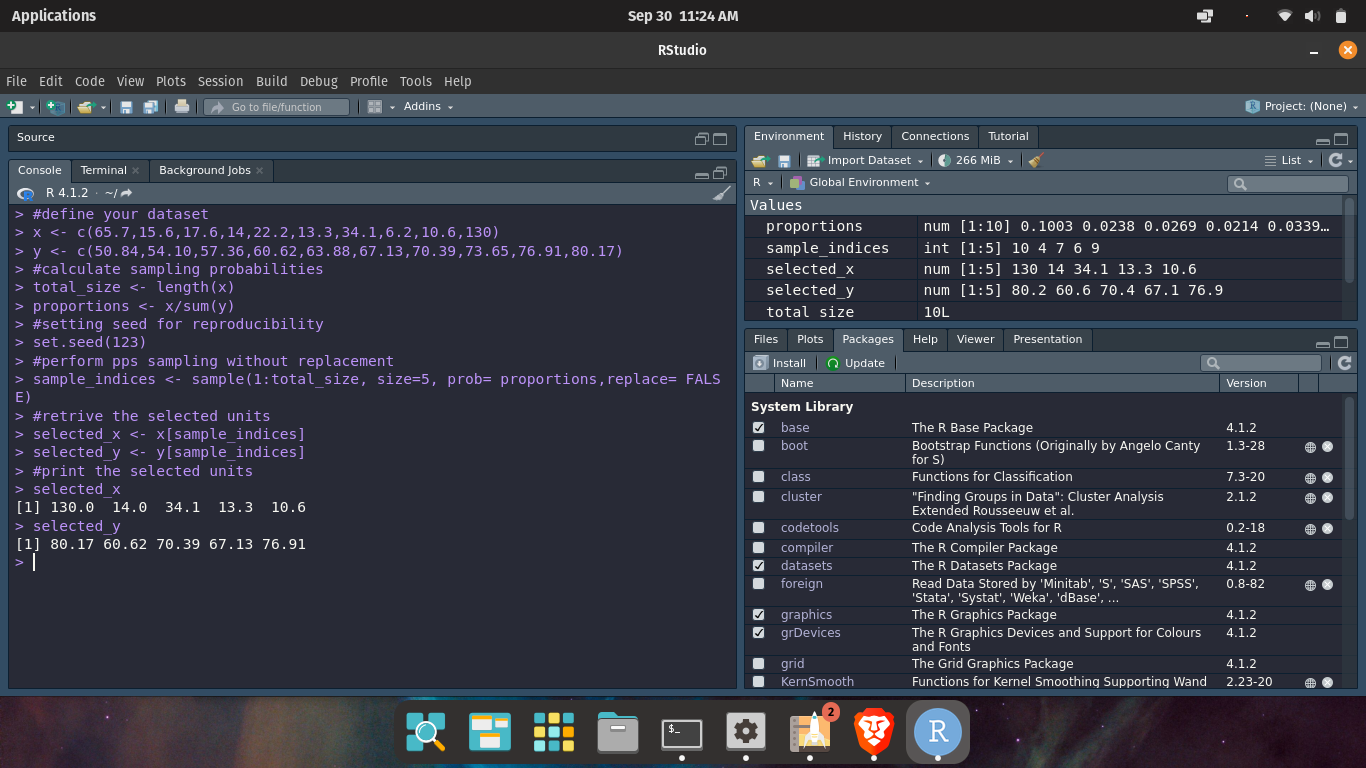 Applications
Sep 30 11:24 AM
RStudio
File Edit Code View Plots Session Build Debug Profile Tools Help
Go to file/function
Addins
R
Project: (None)
Source
Console
Terminal
Background Jobs
R 4.1.2 · ~/
> #define your dataset
> x <- c(65.7,15.6,17.6,14,22.2,13.3,34.1,6.2,10.6,130)
> y <- c(50.84,54.10,57.36,60.62,63.88,67.13,70.39,73.65,76.91,80.17)
> #calculate sampling probabilities
> total_size <- length(x)
> proportions <- x/sum(y)
> #setting seed for reproducibility
> set.seed(123)
> #perform pps sampling without replacement
> sample_indices <- sample(1:total_size, size=5, prob= proportions,replace= FALS
E)
> #retrive the selected units
> selected_x <- x[sample_indices]
> selected_y <- y[sample_indices]
> #print the selected units
> selected_x
[1] 130.0  14.0  34.1  13.3  10.6
> selected_y
[1] 80.17 60.62 70.39 67.13 76.91
>
Environment History Connections Tutorial
Import Dataset 266 MiB List
R Global Environment
Values
proportions num [1:10] 0.1003 0.0238 0.0269 0.0214 0.0339…
sample_indices int [1:5] 10 4 7 6 9
selected_x num [1:5] 130 14 34.1 13.3 10.6
selected_y num [1:5] 80.2 60.6 70.4 67.1 76.9
total_size 10L
Files Plots Packages Help Viewer Presentation
Install Update
Name Description Version
System Library
base The R Base Package 4.1.2
boot Bootstrap Functions (Originally by Angelo Canty 1.3-28
for S)
class Functions for Classification 7.3-20
cluster "Finding Groups in Data": Cluster Analysis 2.1.2
Extended Rousseeuw et al.
codetools Code Analysis Tools for R 0.2-18
compiler The R Compiler Package 4.1.2
datasets The R Datasets Package 4.1.2
foreign Read Data Stored by 'Minitab', 'S', 'SAS', 'SPSS', 0.8-82
'Stata', 'Systat', 'Weka', 'dBase', ...
graphics The R Graphics Package 4.1.2
grDevices The R Graphics Devices and Support for Colours 4.1.2
and Fonts
grid The Grid Graphics Package 4.1.2
KernSmooth Functions for Kernel Smoothing Supporting Wand 2.23-20
$_
2
R